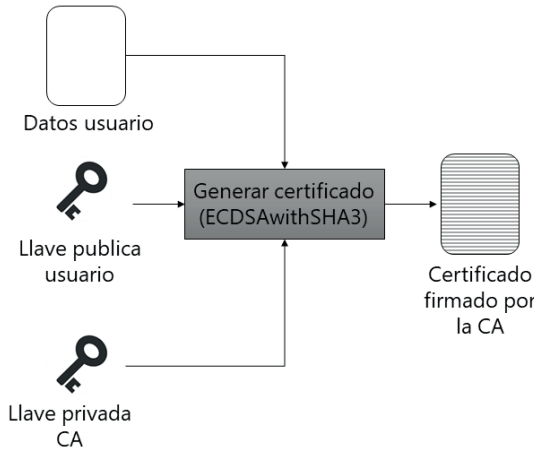 Datos usuario
Generar certificado
(ECDSAwithSHA3)
Llave publica
usuario
Certificado
firmado por
la CA
Llave privada
CA